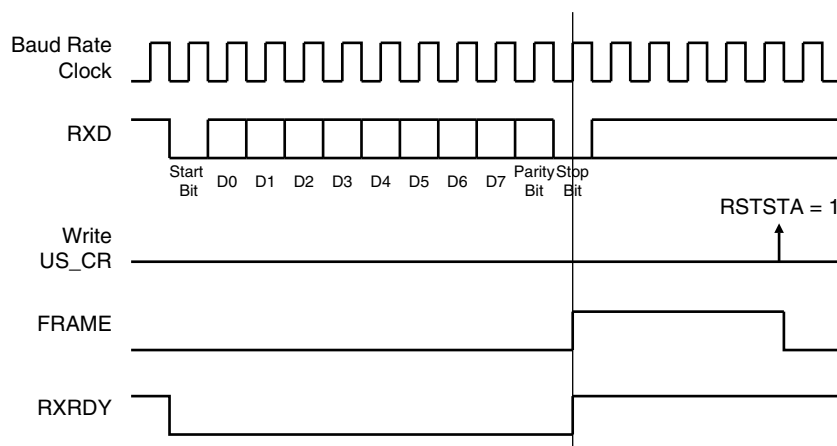 Baud Rate
Clock
RXD
Start
Bit
D0 D1 D2 D3 D4 D5 D6 D7
Parity
Bit
Stop
Bit
RSTSTA = 1
Write
US_CR
FRAME
RXRDY